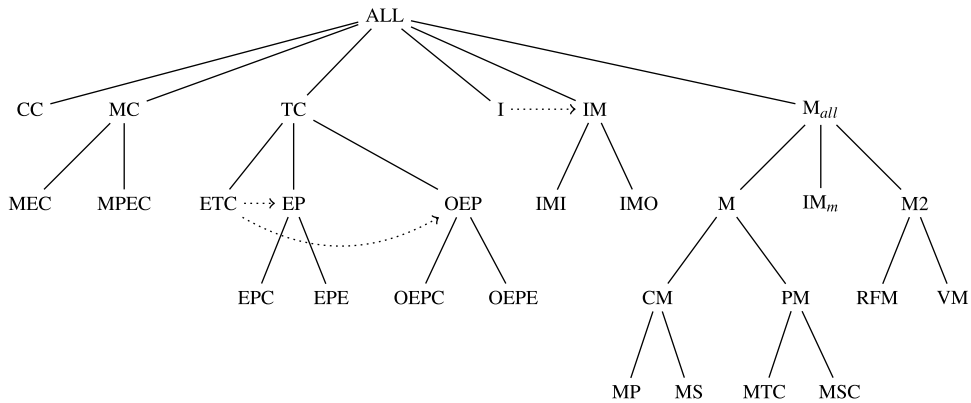 ALL
CC MC TC I IM M_all
MEC MPEC ETC EP OEP IMI IMO M IM_m M2
EPC EPE OEPC OEPE CM PM RFM VM
MP MS MTC MSC